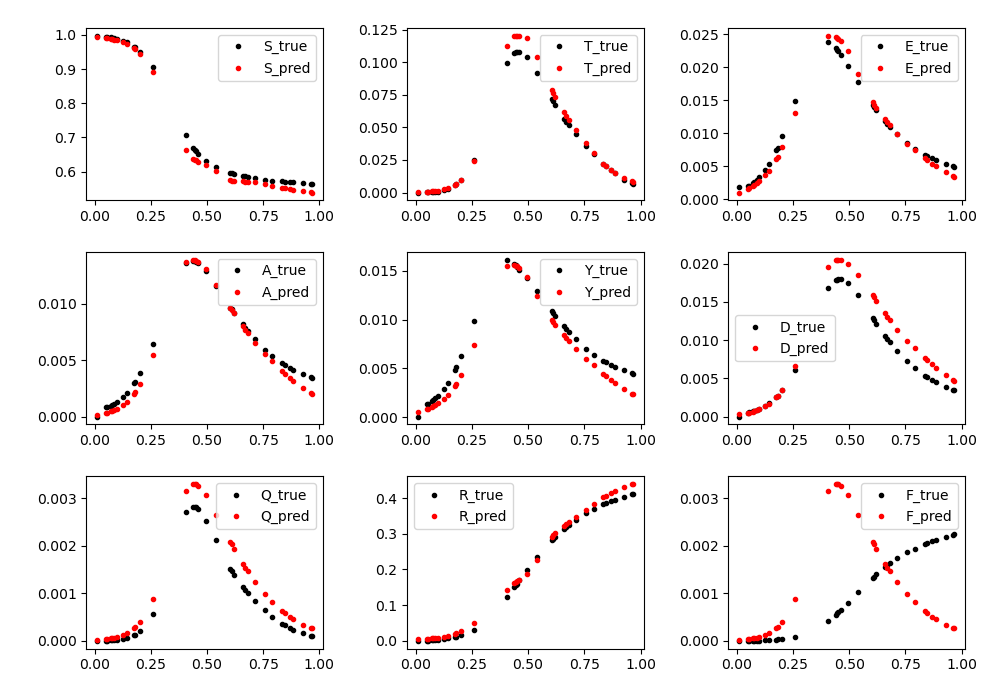 1.0
0.9
0.8
0.7
0.6
0.00 0.25 0.50 0.75 1.00
S_true
S_pred
0.125
0.100
0.075
0.050
0.025
0.000
0.00 0.25 0.50 0.75 1.00
T_true
T_pred
0.025
0.020
0.015
0.010
0.005
0.000
0.00 0.25 0.50 0.75 1.00
E_true
E_pred
0.010
0.005
0.000
0.00 0.25 0.50 0.75 1.00
A_true
A_pred
0.015
0.010
0.005
0.000
0.00 0.25 0.50 0.75 1.00
Y_true
Y_pred
0.020
0.015
0.010
0.005
0.000
0.00 0.25 0.50 0.75 1.00
D_true
D_pred
0.003
0.002
0.001
0.000
0.00 0.25 0.50 0.75 1.00
Q_true
Q_pred
0.4
0.3
0.2
0.1
0.0
0.00 0.25 0.50 0.75 1.00
R_true
R_pred
0.003
0.002
0.001
0.000
0.00 0.25 0.50 0.75 1.00
F_true
F_pred